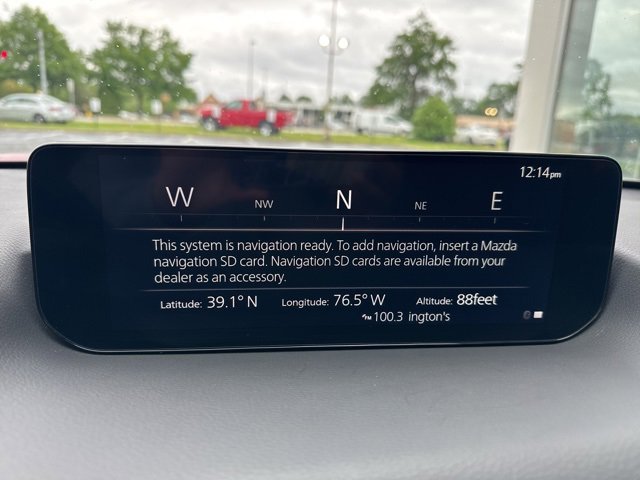 12:14pm
W NW N NE E
This system is navigation ready. To add navigation, insert a Mazda
navigation SD card. Navigation SD cards are available from your
dealer as an accessory.
Latitude: 39.1° N Longitude: 76.5° W Altitude: 88feet
FM 100.3 ington's